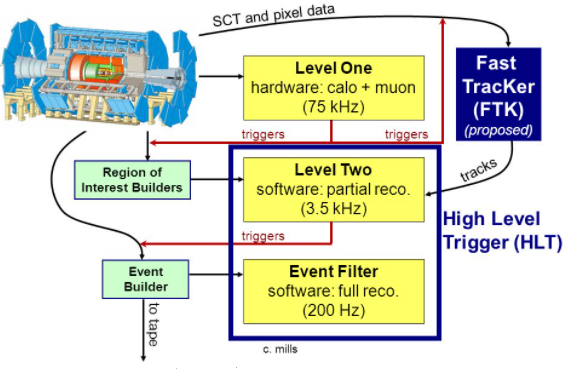 SCT and pixel data
Level One
hardware: calo + muon
(75 kHz)
Fast
TracKer
(FTK)
(proposed)
triggers
triggers
Region of
Interest Builders
Level Two
software: partial reco.
(3.5 kHz)
tracks
High Level
Trigger (HLT)
triggers
Event
Builder
Event Filter
software: full reco.
(200 Hz)
to tape
c. mills